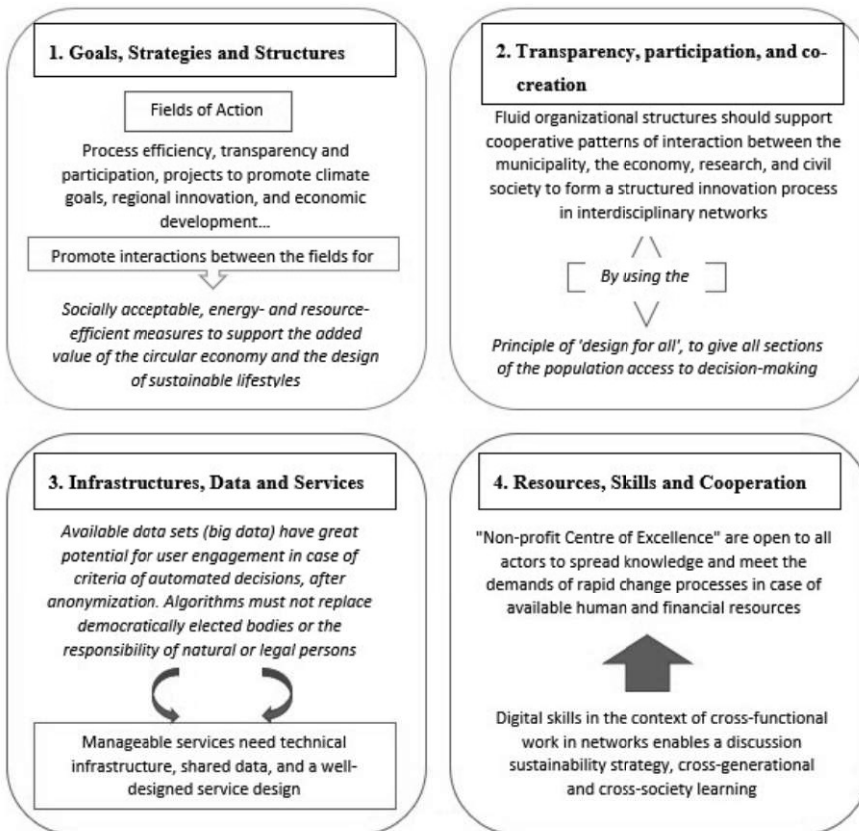 1. Goals, Strategies and Structures
Fields of Action
Process efficiency, transparency and
participation, projects to promote climate
goals, regional innovation, and economic
development...
Promote interactions between the fields for
Socially acceptable, energy- and resource-
efficient measures to support the added
value of the circular economy and the design
of sustainable lifestyles
2. Transparency, participation, and co-
creation
Fluid organizational structures should support
cooperative patterns of interaction between the
municipality, the economy, research, and civil
society to form a structured innovation process
in interdisciplinary networks
By using the
Principle of 'design for all', to give all sections
of the population access to decision-making
3. Infrastructures, Data and Services
Available data sets (big data) have great
potential for user engagement in case of
criteria of automated decisions, after
anonymization. Algorithms must not replace
democratically elected bodies or the
responsibility of natural or legal persons
Manageable services need technical
infrastructure, shared data, and a well-
designed service design
4. Resources, Skills and Cooperation
"Non-profit Centre of Excellence" are open to all
actors to spread knowledge and meet the
demands of rapid change processes in case of
available human and financial resources
Digital skills in the context of cross-functional
work in networks enables a discussion
sustainability strategy, cross-generational
and cross-society learning